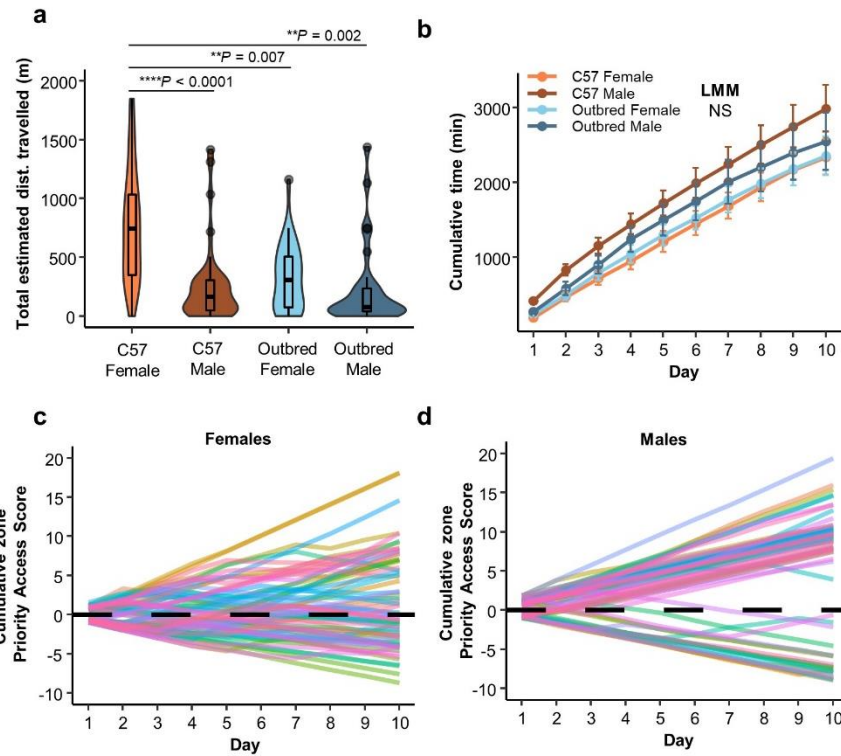 a
**P = 0.002
**P = 0.007
****P < 0.0001
Total estimated dist. travelled (m)
2000
1500
1000
500
0
C57 Female
C57 Male
Outbred Female
Outbred Male
b
C57 Female
C57 Male
Outbred Female
Outbred Male
LMM
NS
Cumulative time (min)
3000
2000
1000
1 2 3 4 5 6 7 8 9 10
Day
c
Females
Cumulative zone
Priority Access Score
20
15
10
5
0
-5
-10
1 2 3 4 5 6 7 8 9 10
Day
d
Males
Cumulative zone
Priority Access Score
20
15
10
5
0
-5
-10
1 2 3 4 5 6 7 8 9 10
Day